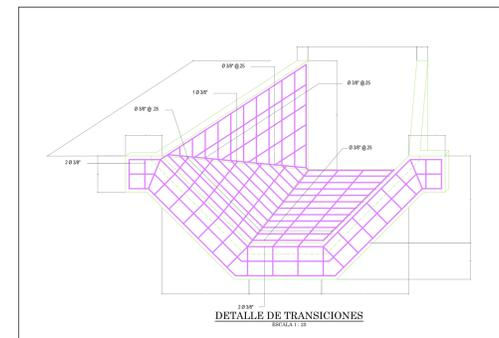 Ø 3/8" @.25
Ø 3/8" @.25
1 Ø 3/8"
Ø 3/8" @ .25
Ø 3/8" @.25
2 Ø 3/8"
2 Ø 3/8"
DETALLE DE TRANSICIONES
ESCALA 1 : 25